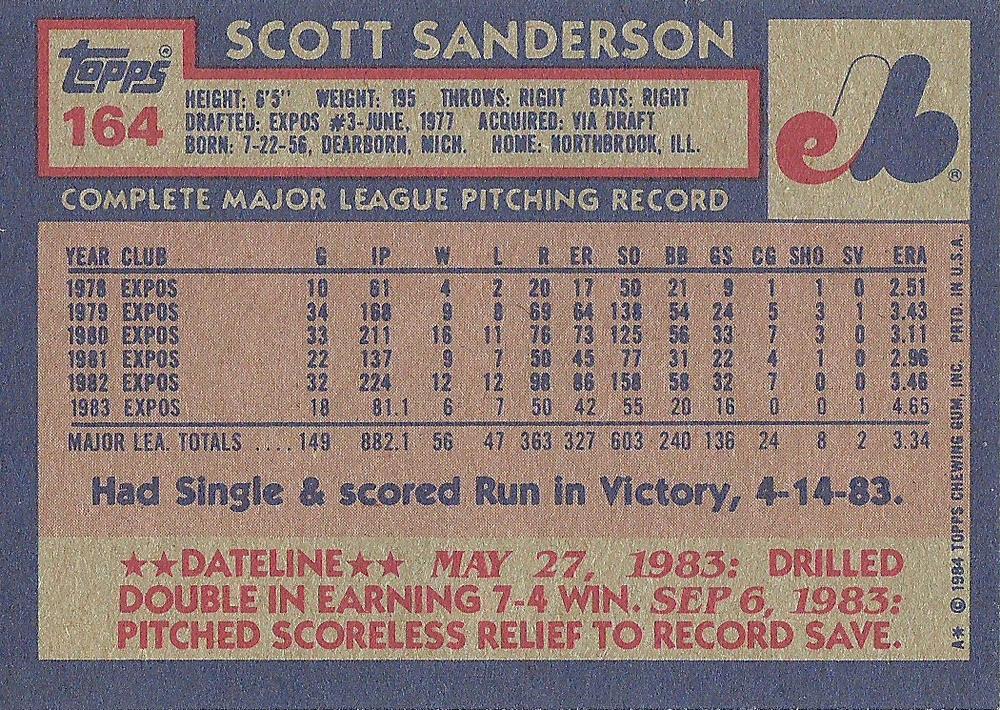 SCOTT SANDERSON
Topps®
164
HEIGHT: 6'5" WEIGHT: 195 THROWS: RIGHT BATS: RIGHT
DRAFTED: EXPOS #3-JUNE, 1977 ACQUIRED: VIA DRAFT
BORN: 7-22-56, DEARBORN, MICH. HOME: NORTHBROOK, ILL.
eb®
COMPLETE MAJOR LEAGUE PITCHING RECORD
YEAR CLUB G IP W L R ER SO BB GS CG SHO SV ERA
1978 EXPOS 10 61 4 2 20 17 50 21 9 1 1 0 2.51
1979 EXPOS 34 168 9 8 69 64 138 54 24 5 3 1 3.43
1980 EXPOS 33 211 16 11 76 73 125 56 33 7 3 0 3.11
1981 EXPOS 22 137 9 7 50 45 77 31 22 4 1 0 2.96
1982 EXPOS 32 224 12 12 98 86 158 58 32 7 0 0 3.46
1983 EXPOS 18 81.1 6 7 50 42 55 20 16 0 0 1 4.65
MAJOR LEA. TOTALS .... 149 882.1 56 47 363 327 603 240 136 24 8 2 3.34
Had Single & scored Run in Victory, 4-14-83.
★★DATELINE★★ MAY 27, 1983: DRILLED
DOUBLE IN EARNING 7-4 WIN. SEP 6, 1983:
PITCHED SCORELESS RELIEF TO RECORD SAVE.
A* © 1984 TOPPS CHEWING GUM, INC. PRTD. IN U.S.A.